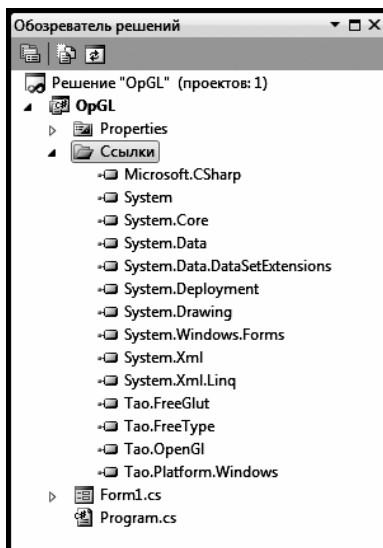 Обозреватель решений
Решение "OpGL" (проектов: 1)
OpGL
Properties
Ссылки
Microsoft.CSharp
System
System.Core
System.Data
System.Data.DataSetExtensions
System.Deployment
System.Drawing
System.Windows.Forms
System.Xml
System.Xml.Linq
Tao.FreeGlut
Tao.FreeType
Tao.OpenGl
Tao.Platform.Windows
Form1.cs
Program.cs